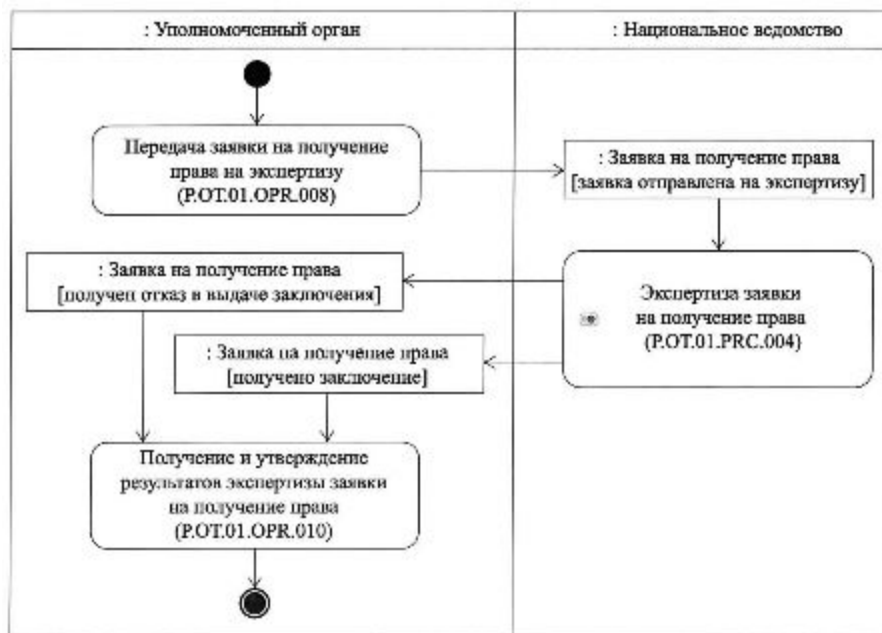 : Уполномоченный орган
: Национальное ведомство
Передача заявки на получение
права на экспертизу
(P.OT.01.OPR.008)
: Заявка на получение права
[заявка отправлена на экспертизу]
: Заявка на получение права
[получен отказ в выдаче заключения]
Экспертиза заявки
на получение права
(P.OT.01.PRC.004)
: Заявка на получение права
[получено заключение]
Получение и утверждение
результатов экспертизы заявки
на получение права
(P.OT.01.OPR.010)